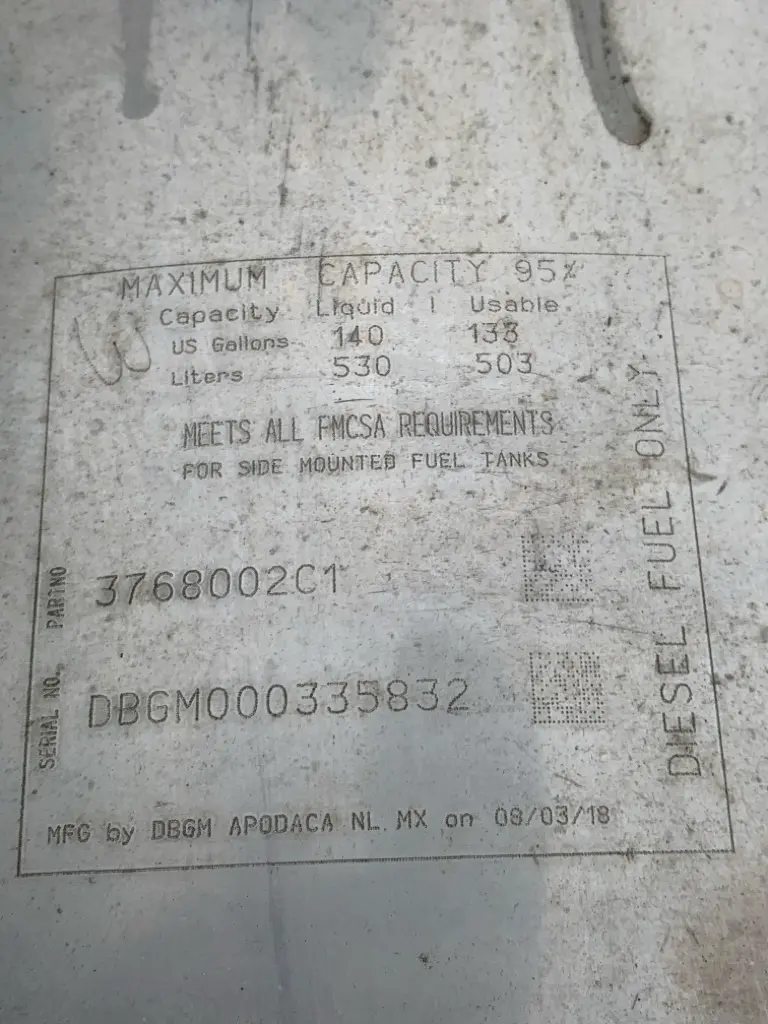 MAXIMUM CAPACITY 95%
Capacity Liquid | Usable
US Gallons 140 133
Liters 530 503
MEETS ALL FMCSA REQUIREMENTS
FOR SIDE MOUNTED FUEL TANKS
PARTNO 3768002C1
SERIAL NO. DBGM000335832
MFG by DBGM APODACA NL. MX on 08/03/18
DIESEL FUEL ONLY